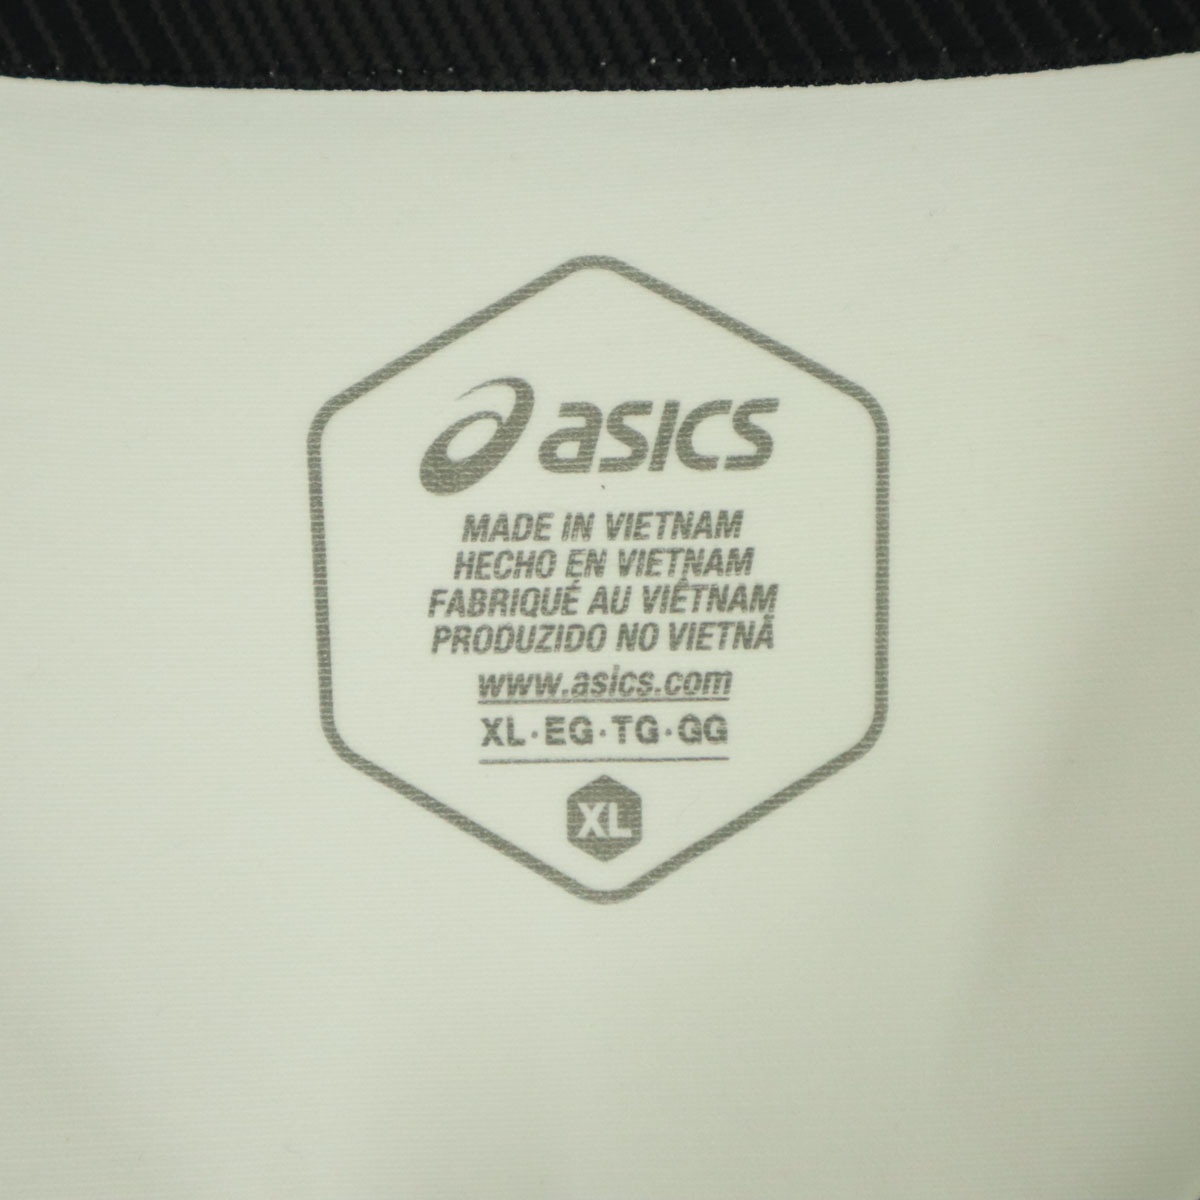 asics
MADE IN VIETNAM
HECHO EN VIETNAM
FABRIQUÉ AU VIÊTNAM
PRODUZIDO NO VIETNÃ
www.asics.com
XL·EG·TG·GG
XL